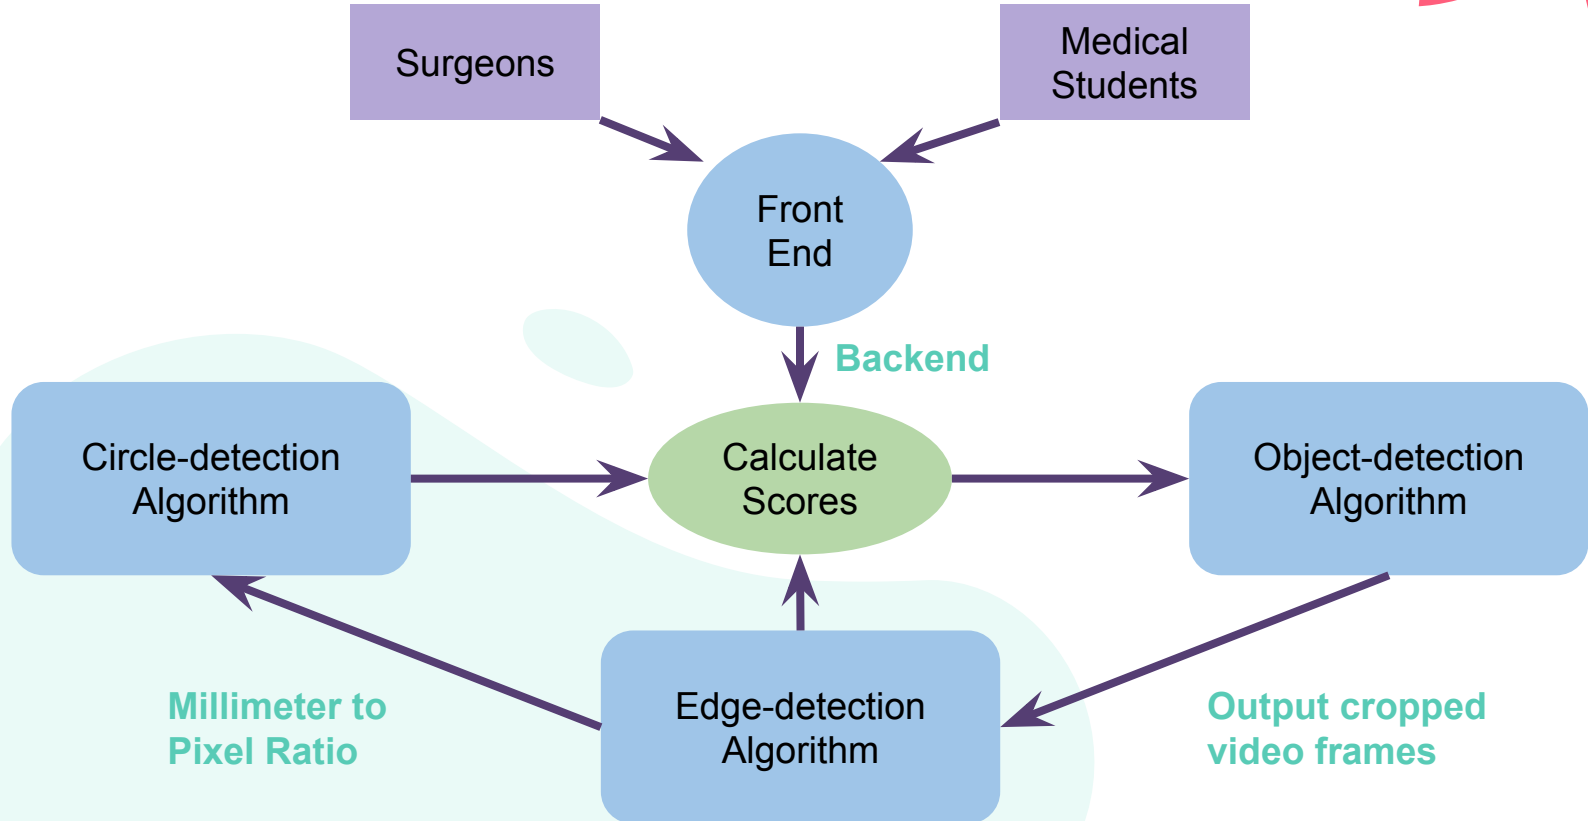 Surgeons
Medical
Students
Front
End
Backend
Circle-detection
Algorithm
Calculate
Scores
Object-detection
Algorithm
Millimeter to
Pixel Ratio
Edge-detection
Algorithm
Output cropped
video frames